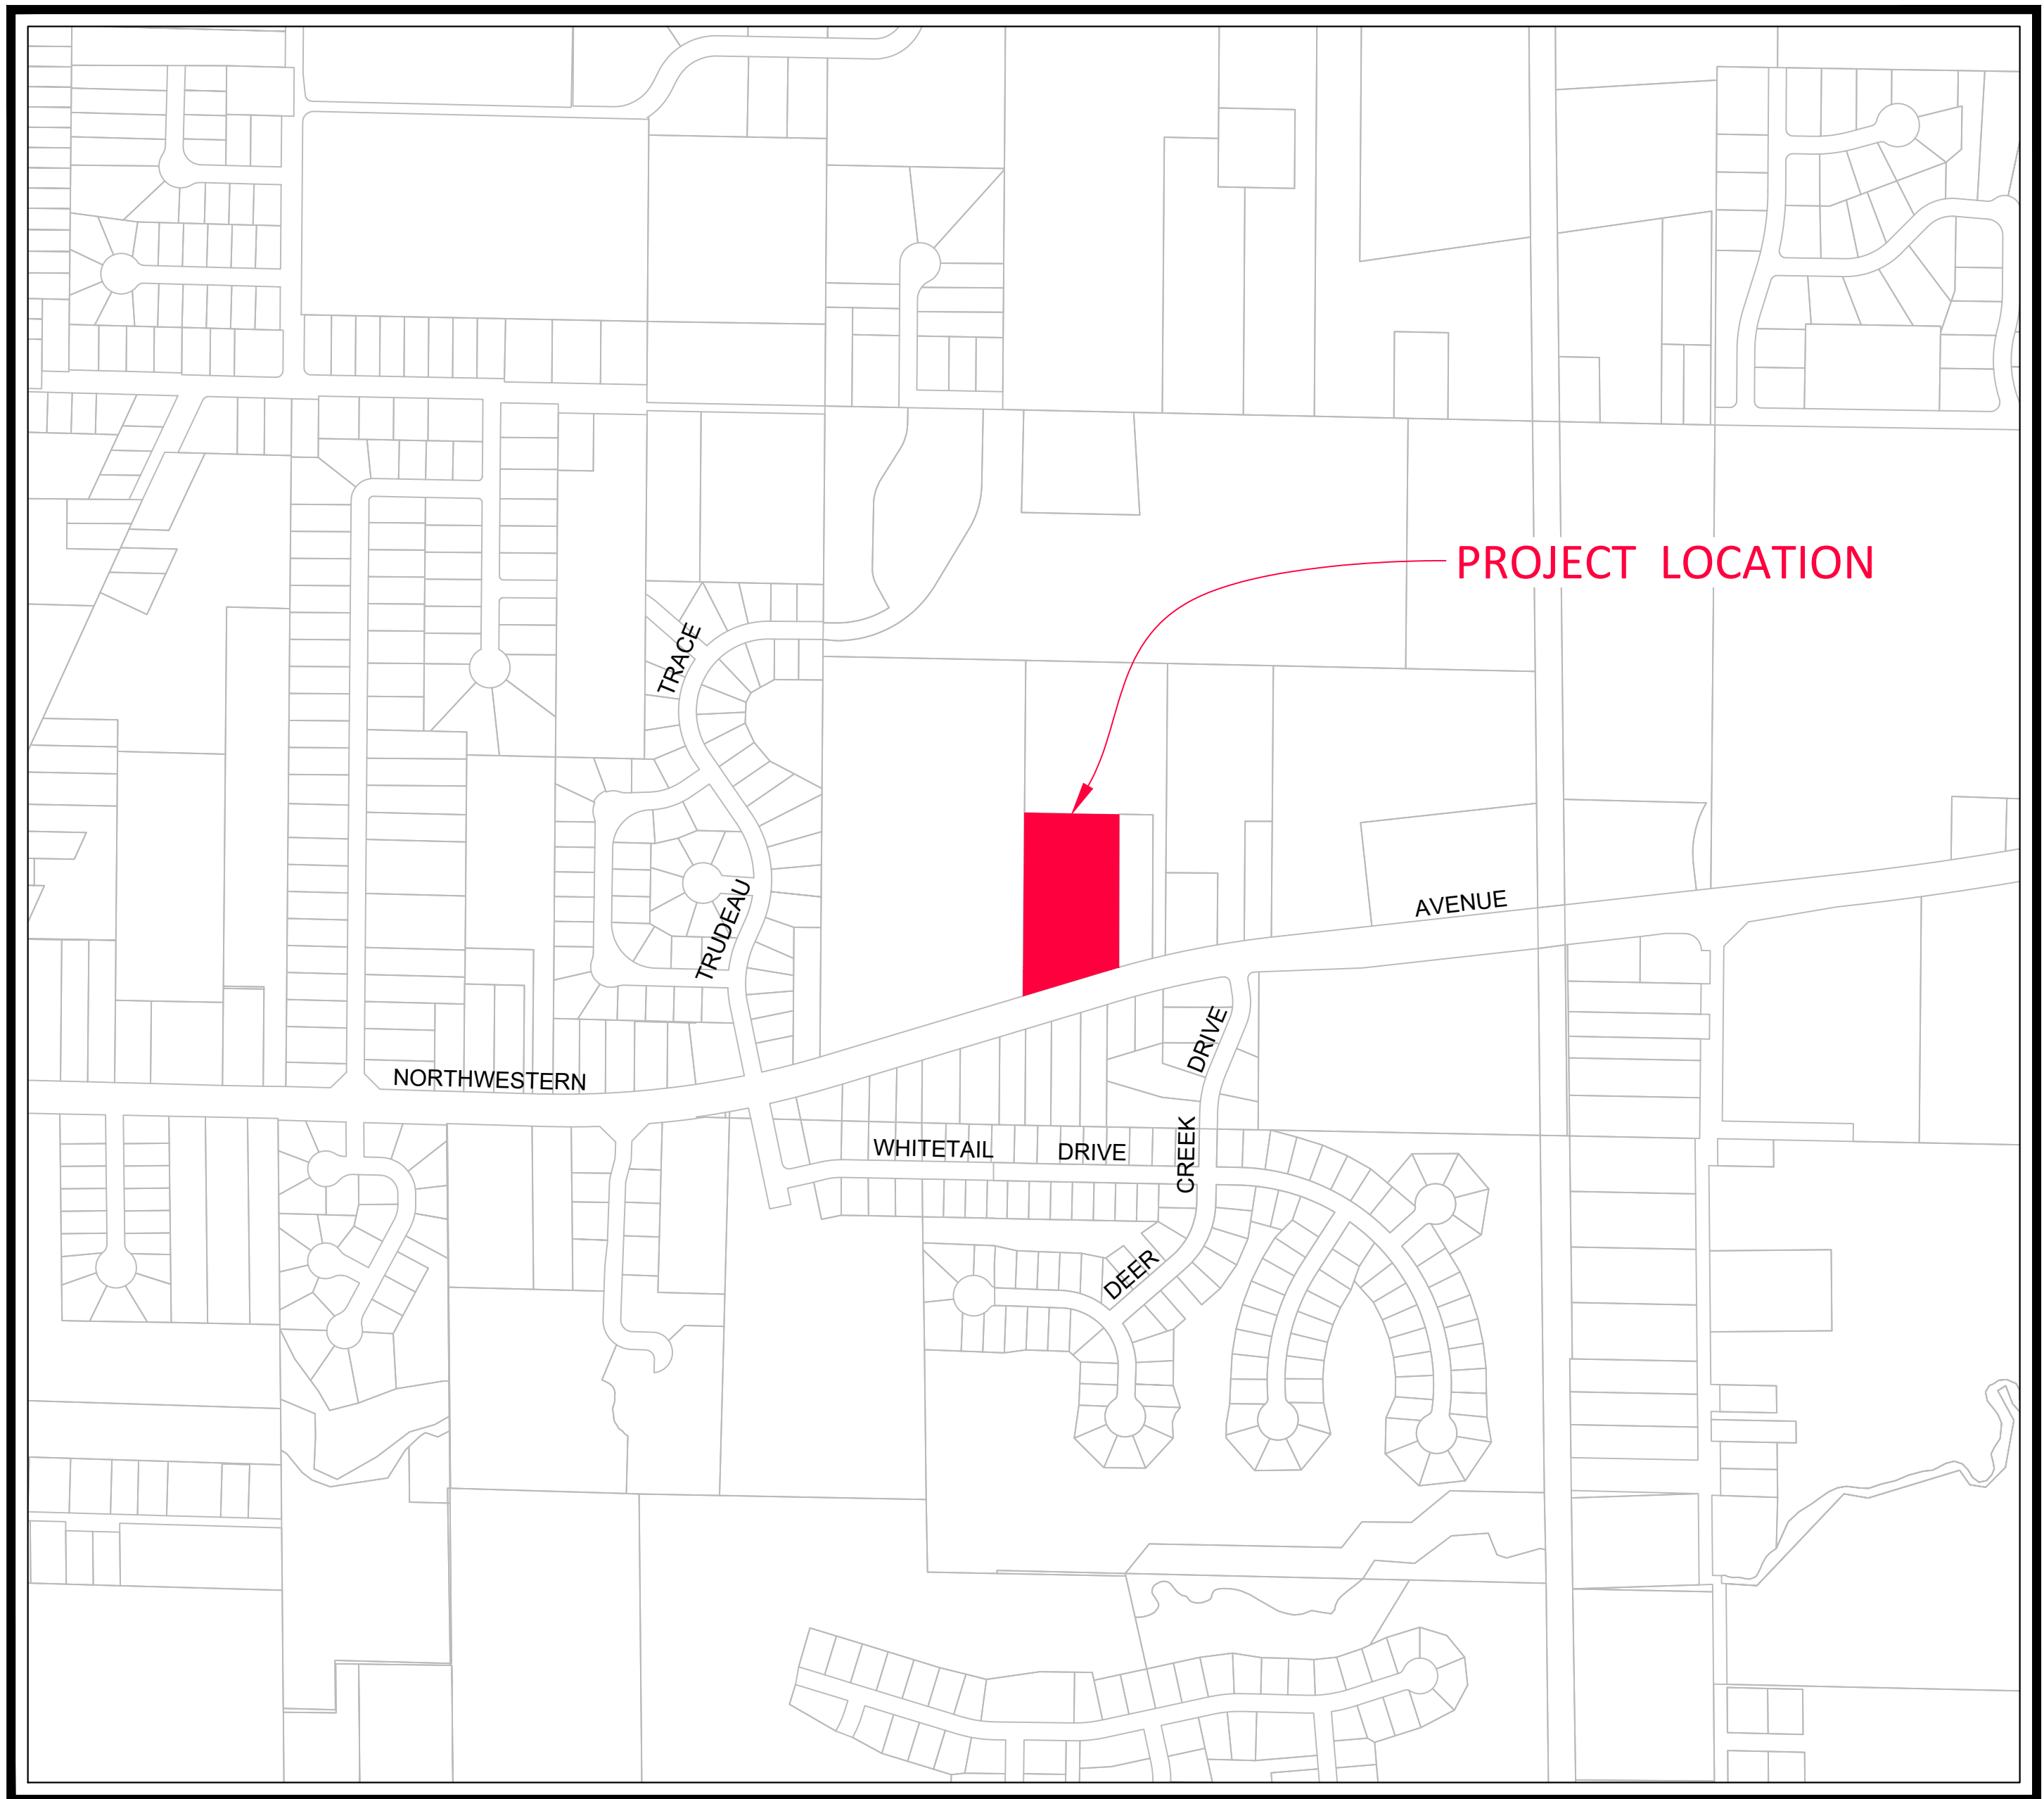 PROJECT LOCATION
TRACE
TRUDEAU
AVENUE
NORTHWESTERN
DRIVE
WHITETAIL DRIVE
CREEK
DEER